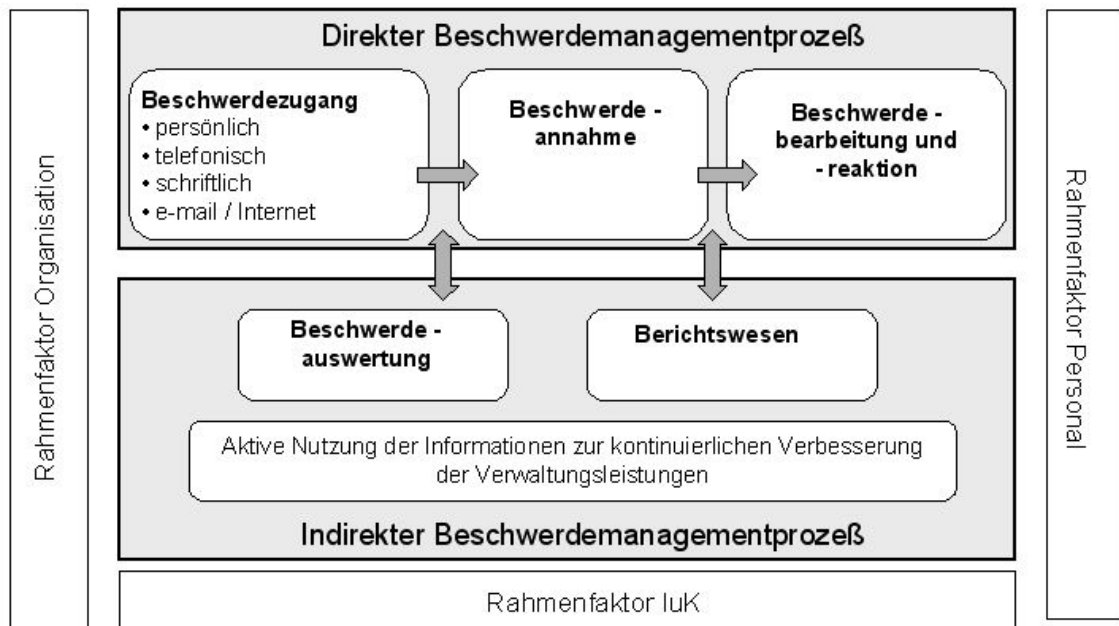 Rahmenfaktor Organisation
Direkter Beschwerdemanagementprozeß
Beschwerdezugang
• persönlich
• telefonisch
• schriftlich
• e-mail / Internet
Beschwerde -
annahme
Beschwerde -
bearbeitung und
- reaktion
Beschwerde -
auswertung
Berichtswesen
Aktive Nutzung der Informationen zur kontinuierlichen Verbesserung
der Verwaltungsleistungen
Indirekter Beschwerdemanagementprozeß
Rahmenfaktor IuK
Rahmenfaktor Personal